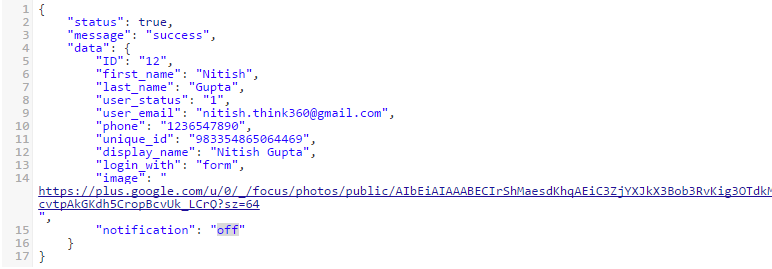 1 {
2 "status": true,
3 "message": "success",
4 "data": {
5 "ID": "12",
6 "first_name": "Nitish",
7 "last_name": "Gupta",
8 "user_status": "1",
9 "user_email": "nitish.think360@gmail.com",
10 "phone": "1236547890",
11 "unique_id": "983354865064469",
12 "display_name": "Nitish Gupta",
13 "login_with": "form",
14 "image": "
https://plus.google.com/u/0/_/focus/photos/public/AIbEiAIAAABECIrShMaesdKhqAEiC3ZjYXJkX3Bob3RvKig3OTdkM
cvtpAkGKdh5CropBcvUk_LCrQ?sz=64
",
15 "notification": "off"
16 }
17 }